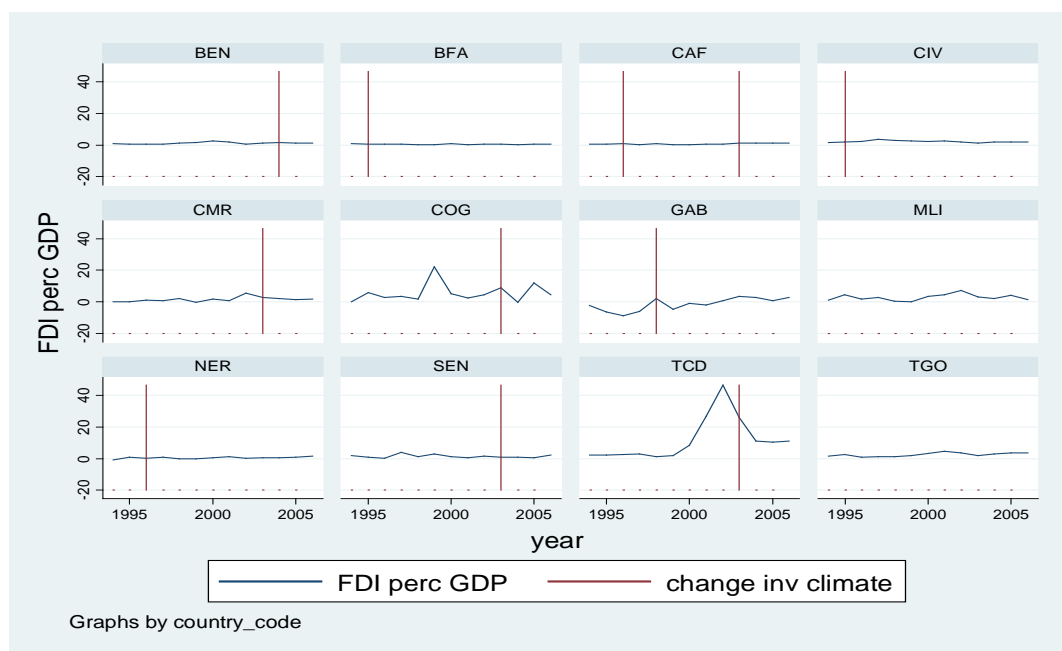 BEN BFA CAF CIV
-20 0 20 40
CMR COG GAB MLI
-20 0 20 40
NER SEN TCD TGO
-20 0 20 40
FDI perc GDP
1995 2000 2005 1995 2000 2005 1995 2000 2005 1995 2000 2005
year
FDI perc GDP change inv climate
Graphs by country_code